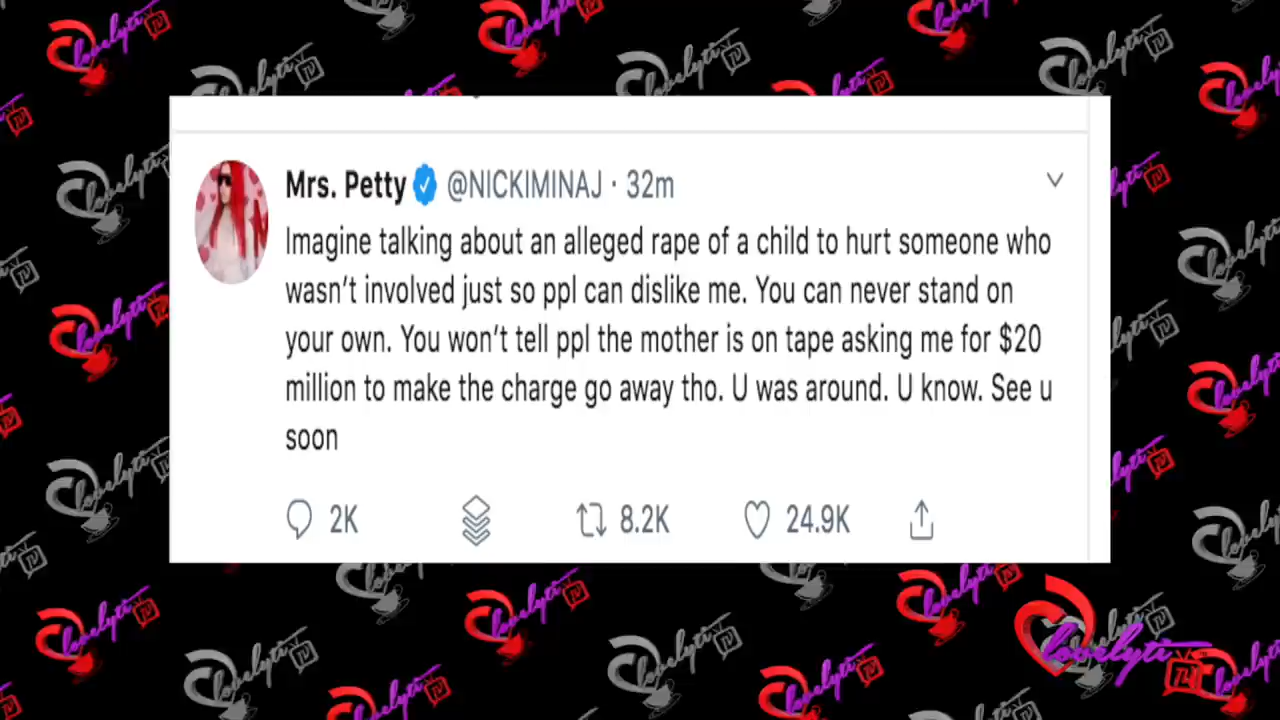 Mrs. Petty @NICKIMINAJ · 32m
Imagine talking about an alleged rape of a child to hurt someone who
wasn't involved just so ppl can dislike me. You can never stand on
your own. You won't tell ppl the mother is on tape asking me for $20
million to make the charge go away tho. U was around. U know. See u
soon
2K 8.2K 24.9K
lovelyti TV